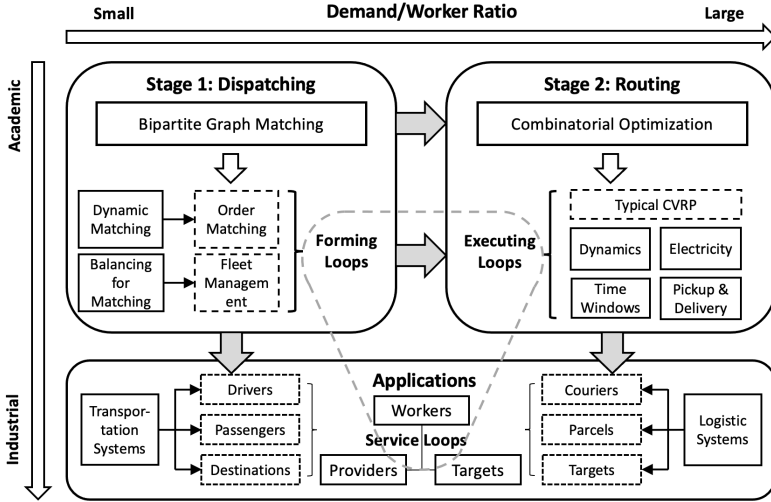 Small
Demand/Worker Ratio
Large
Academic
Industrial
Stage 1: Dispatching
Bipartite Graph Matching
Dynamic
Matching
Order
Matching
Balancing
for
Matching
Fleet
Managem
ent
Forming
Loops
Stage 2: Routing
Combinatorial Optimization
Executing
Loops
Typical CVRP
Dynamics
Electricity
Time
Windows
Pickup &
Delivery
Applications
Transpor-
tation
Systems
Drivers
Passengers
Destinations
Workers
Service Loops
Providers
Targets
Couriers
Parcels
Targets
Logistic
Systems